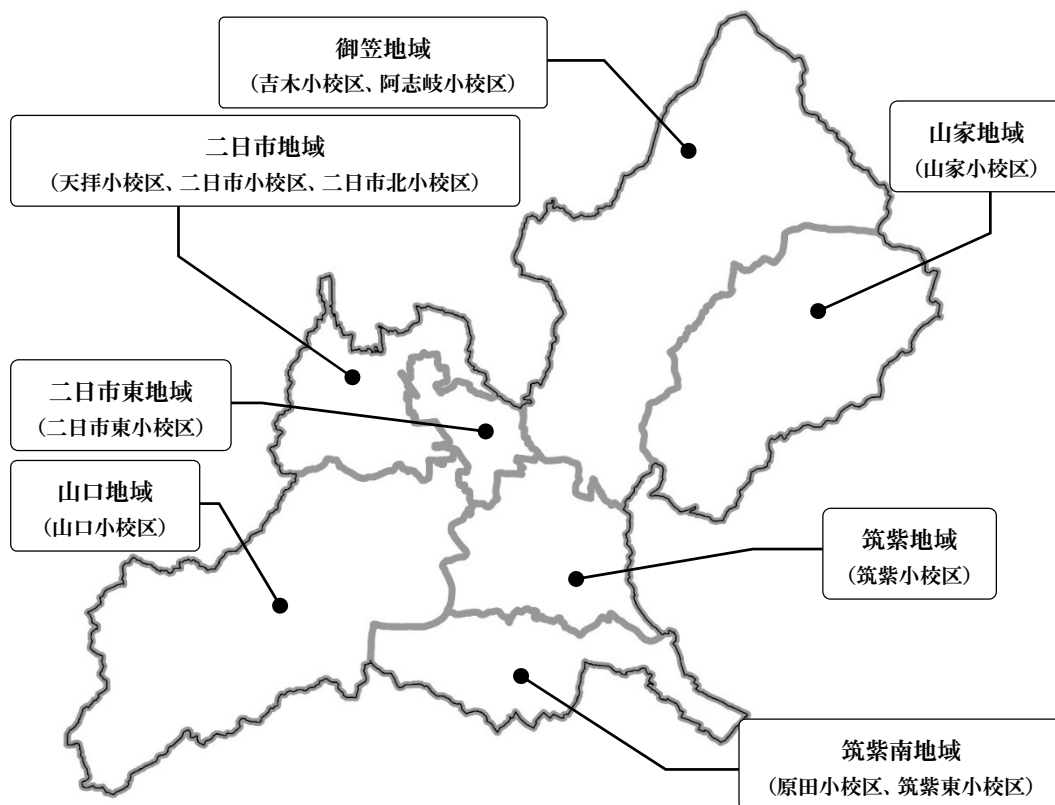 御笠地域
（吉木小校区、阿志岐小校区）
山家地域
（山家小校区）
二日市地域
（天拝小校区、二日市小校区、二日市北小校区）
二日市東地域
（二日市東小校区）
山口地域
（山口小校区）
筑紫地域
（筑紫小校区）
筑紫南地域
（原田小校区、筑紫東小校区）